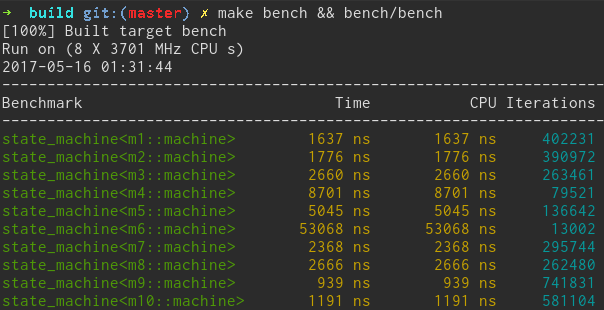 ➜  build git:(master) ✗ make bench && bench/bench
[100%] Built target bench
Run on (8 X 3701 MHz CPU s)
2017-05-16 01:31:44
------------------------------------------------------------------
Benchmark                           Time           CPU Iterations
------------------------------------------------------------------
state_machine<m1::machine>       1637 ns       1637 ns     402231
state_machine<m2::machine>       1776 ns       1776 ns     390972
state_machine<m3::machine>       2660 ns       2660 ns     263461
state_machine<m4::machine>       8701 ns       8701 ns      79521
state_machine<m5::machine>       5045 ns       5045 ns     136642
state_machine<m6::machine>      53068 ns      53068 ns      13002
state_machine<m7::machine>       2368 ns       2368 ns     295744
state_machine<m8::machine>       2666 ns       2666 ns     262480
state_machine<m9::machine>        939 ns        939 ns     741831
state_machine<m10::machine>      1191 ns       1191 ns     581104